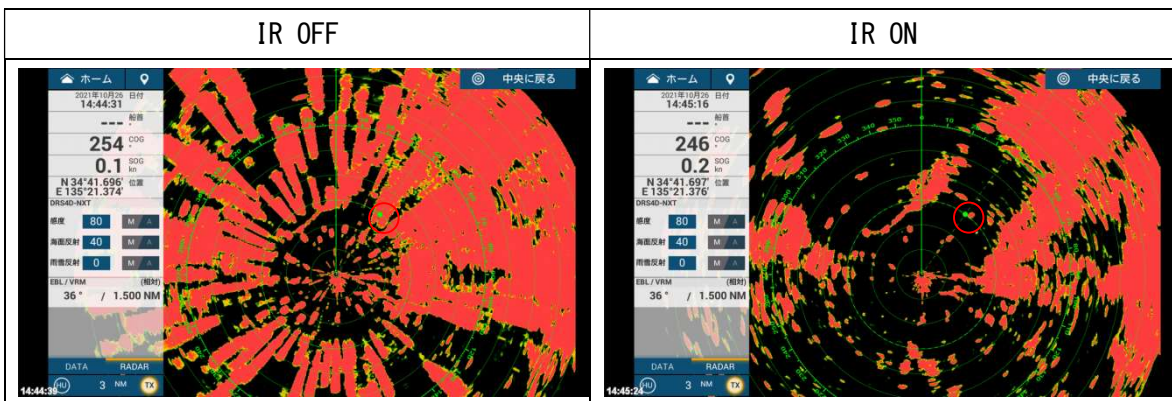 IR OFF
IR ON
ホーム
中央に戻る
2021年10月26 日付
14:44:31
--- 船首
254° COG
0.1 SOG kn
N 34°41.696' 位置
E 135°21.374'
DRS4D-NXT
感度 80 M A
海面反射 40 M A
雨雪反射 0 M A
EBL / VRM (相対)
36 ° / 1.500 NM
DATA RADAR
14:44:39 HU 3 NM TX
ホーム
中央に戻る
2021年10月26 日付
14:45:16
--- 船首
246° COG
0.2 SOG kn
N 34°41.697' 位置
E 135°21.376'
DRS4D-NXT
感度 80 M A
海面反射 40 M A
雨雪反射 0 M A
EBL / VRM (相対)
36 ° / 1.500 NM
DATA RADAR
14:45:24 HU 3 NM TX
330
340
350
0
10